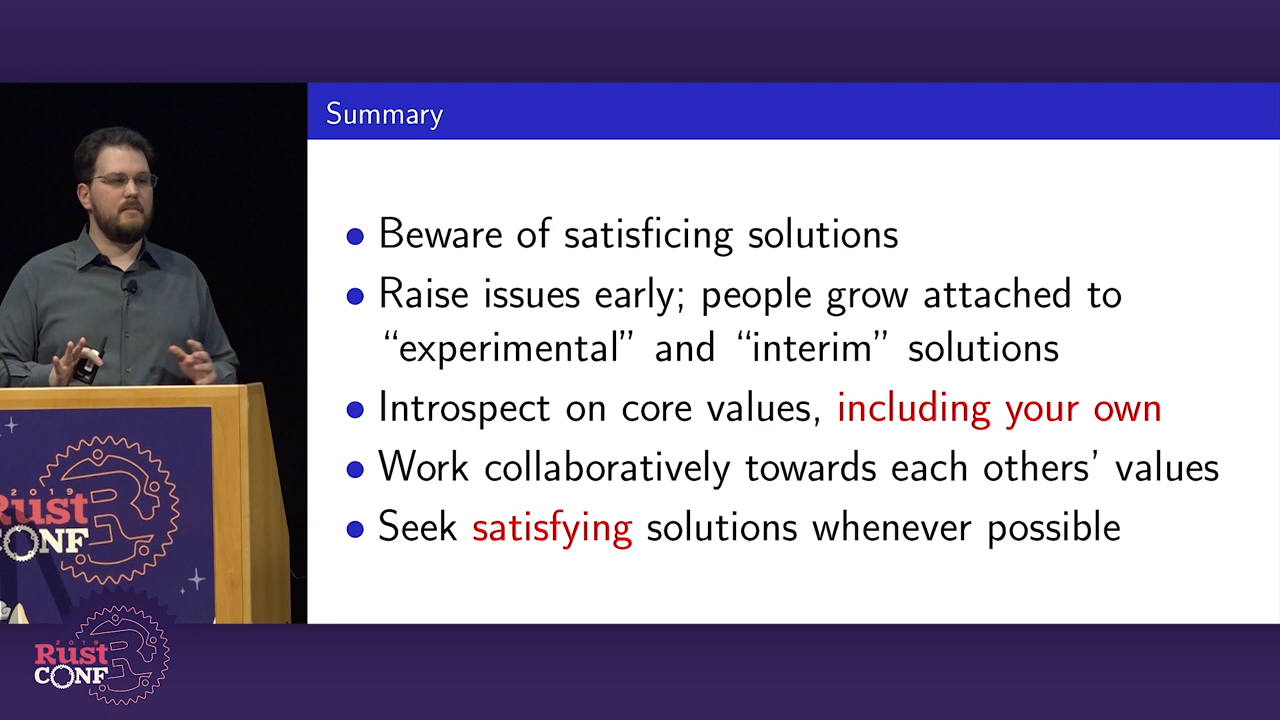 Summary
• Beware of satisficing solutions
• Raise issues early; people grow attached to
“experimental” and “interim” solutions
• Introspect on core values, including your own
• Work collaboratively towards each others’ values
• Seek satisfying solutions whenever possible
2019
Rust
CONF
2019
Rust
CONF